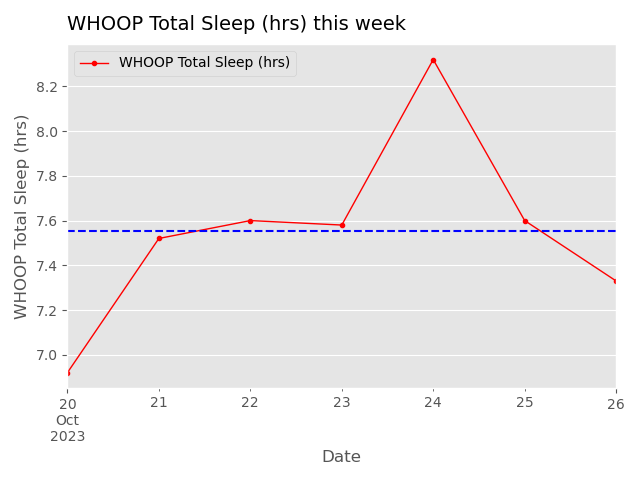 WHOOP Total Sleep (hrs) this week
WHOOP Total Sleep (hrs)
WHOOP Total Sleep (hrs)
8.2
8.0
7.8
7.6
7.4
7.2
7.0
20 21 22 23 24 25 26
Oct
2023
Date